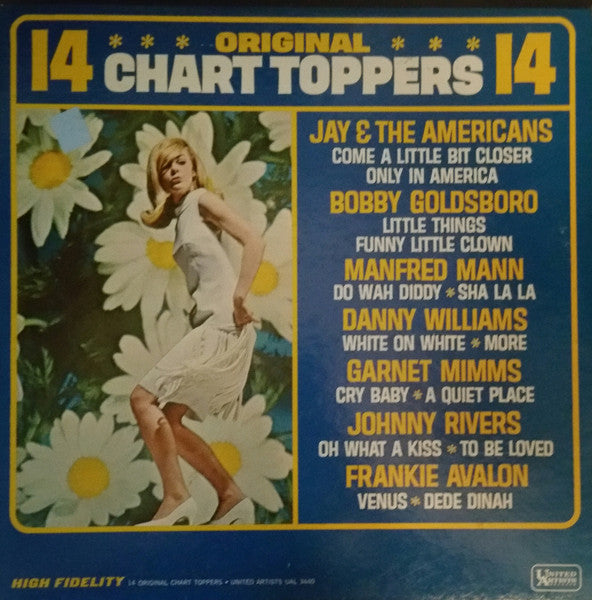 14 * * * ORIGINAL * * * 14
CHART TOPPERS
JAY & THE AMERICANS
COME A LITTLE BIT CLOSER
ONLY IN AMERICA
BOBBY GOLDSBORO
LITTLE THINGS
FUNNY LITTLE CLOWN
MANFRED MANN
DO WAH DIDDY * SHA LA LA
DANNY WILLIAMS
WHITE ON WHITE * MORE
GARNET MIMMS
CRY BABY * A QUIET PLACE
JOHNNY RIVERS
OH WHAT A KISS * TO BE LOVED
FRANKIE AVALON
VENUS * DEDE DINAH
HIGH FIDELITY 14 ORIGINAL CHART TOPPERS • UNITED ARTISTS UAL 3440
UNITED
ARTISTS